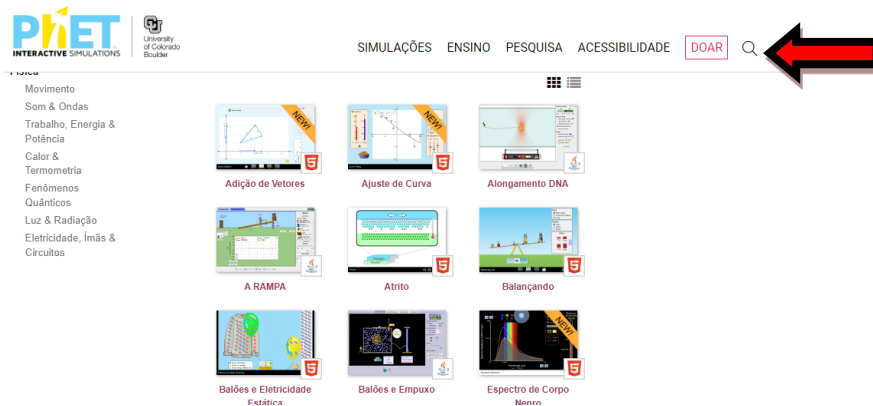 PhET
INTERACTIVE SIMULATIONS
University
of Colorado
Boulder
SIMULAÇÕES ENSINO PESQUISA ACESSIBILIDADE DOAR
Física
Movimento
Som & Ondas
Trabalho, Energia &
Potência
Calor &
Termometria
Fenômenos
Quânticos
Luz & Radiação
Eletricidade, Ímãs &
Circuitos
NEW!
NEW!
Adição de Vetores
Ajuste de Curva
Alongamento DNA
A RAMPA
Atrito
Balançando
NEW!
Balões e Eletricidade
Estática
Balões e Empuxo
Espectro de Corpo
Negro